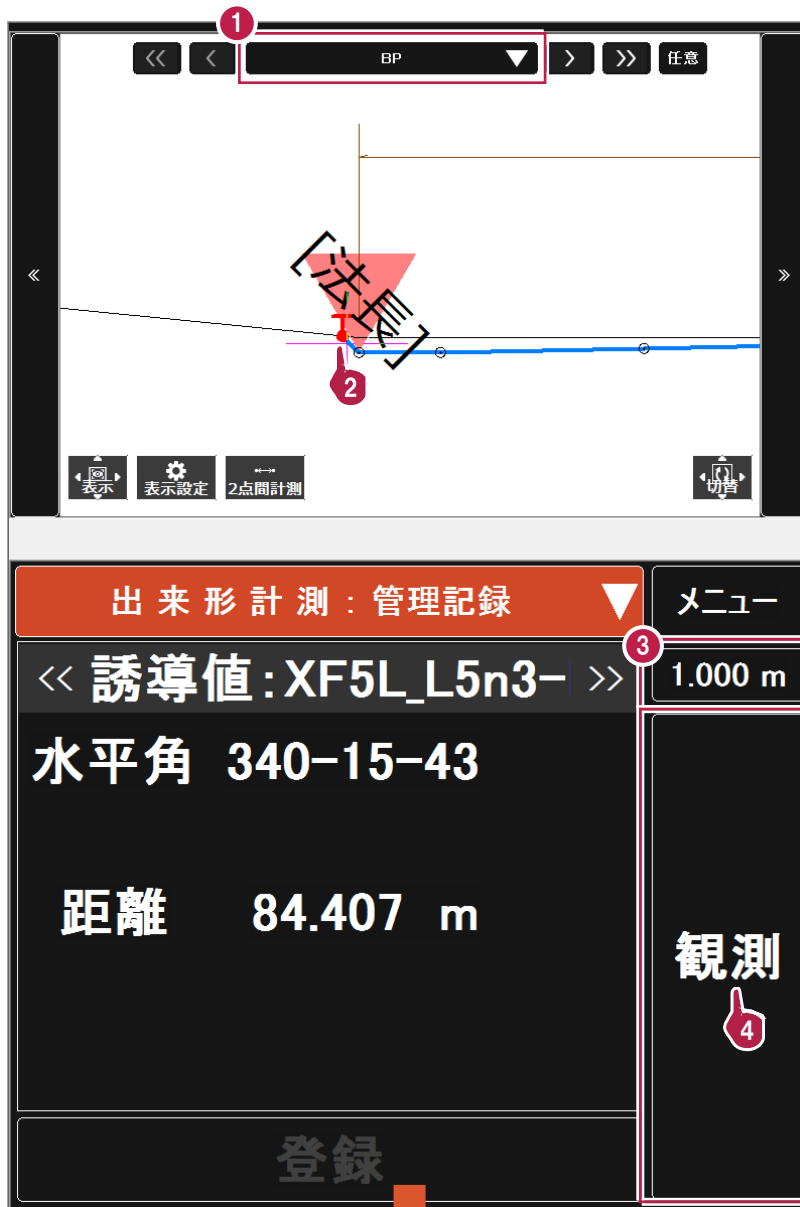 1
<< < BP ▼ > >> 任意
[法長]
«
»
2
表示
表示設定
2点間計測
切替
出来形計測:管理記録 ▼
メニュー
3
<< 誘導値:XF5L_L5n3- >>
1.000 m
水平角 340-15-43
距離 84.407 m
観測
4
登録